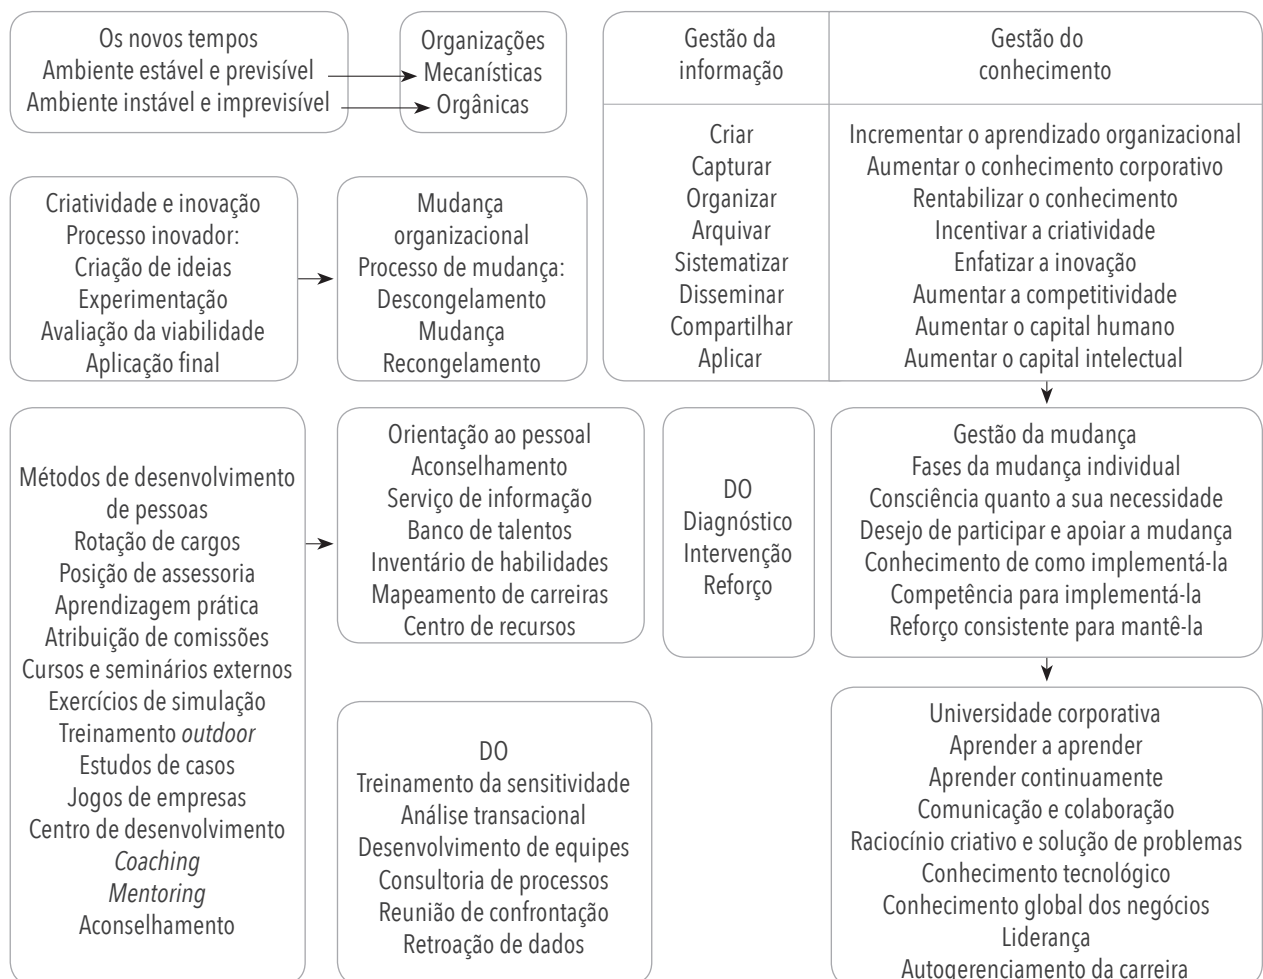 Os novos tempos
Ambiente estável e previsível
Ambiente instável e imprevisível
Organizações
Mecanísticas
Orgânicas
Gestão da
informação
Gestão do
conhecimento
Criar
Capturar
Organizar
Arquivar
Sistematizar
Disseminar
Compartilhar
Aplicar
Incrementar o aprendizado organizacional
Aumentar o conhecimento corporativo
Rentabilizar o conhecimento
Incentivar a criatividade
Enfatizar a inovação
Aumentar a competitividade
Aumentar o capital humano
Aumentar o capital intelectual
Criatividade e inovação
Processo inovador:
Criação de ideias
Experimentação
Avaliação da viabilidade
Aplicação final
Mudança
organizacional
Processo de mudança:
Descongelamento
Mudança
Recongelamento
Métodos de desenvolvimento
de pessoas
Rotação de cargos
Posição de assessoria
Aprendizagem prática
Atribuição de comissões
Cursos e seminários externos
Exercícios de simulação
Treinamento outdoor
Estudos de casos
Jogos de empresas
Centro de desenvolvimento
Coaching
Mentoring
Aconselhamento
Orientação ao pessoal
Aconselhamento
Serviço de informação
Banco de talentos
Inventário de habilidades
Mapeamento de carreiras
Centro de recursos
DO
Diagnóstico
Intervenção
Reforço
Gestão da mudança
Fases da mudança individual
Consciência quanto a sua necessidade
Desejo de participar e apoiar a mudança
Conhecimento de como implementá-la
Competência para implementá-la
Reforço consistente para mantê-la
DO
Treinamento da sensitividade
Análise transacional
Desenvolvimento de equipes
Consultoria de processos
Reunião de confrontação
Retroação de dados
Universidade corporativa
Aprender a aprender
Aprender continuamente
Comunicação e colaboração
Raciocínio criativo e solução de problemas
Conhecimento tecnológico
Conhecimento global dos negócios
Liderança
Autogerenciamento da carreira